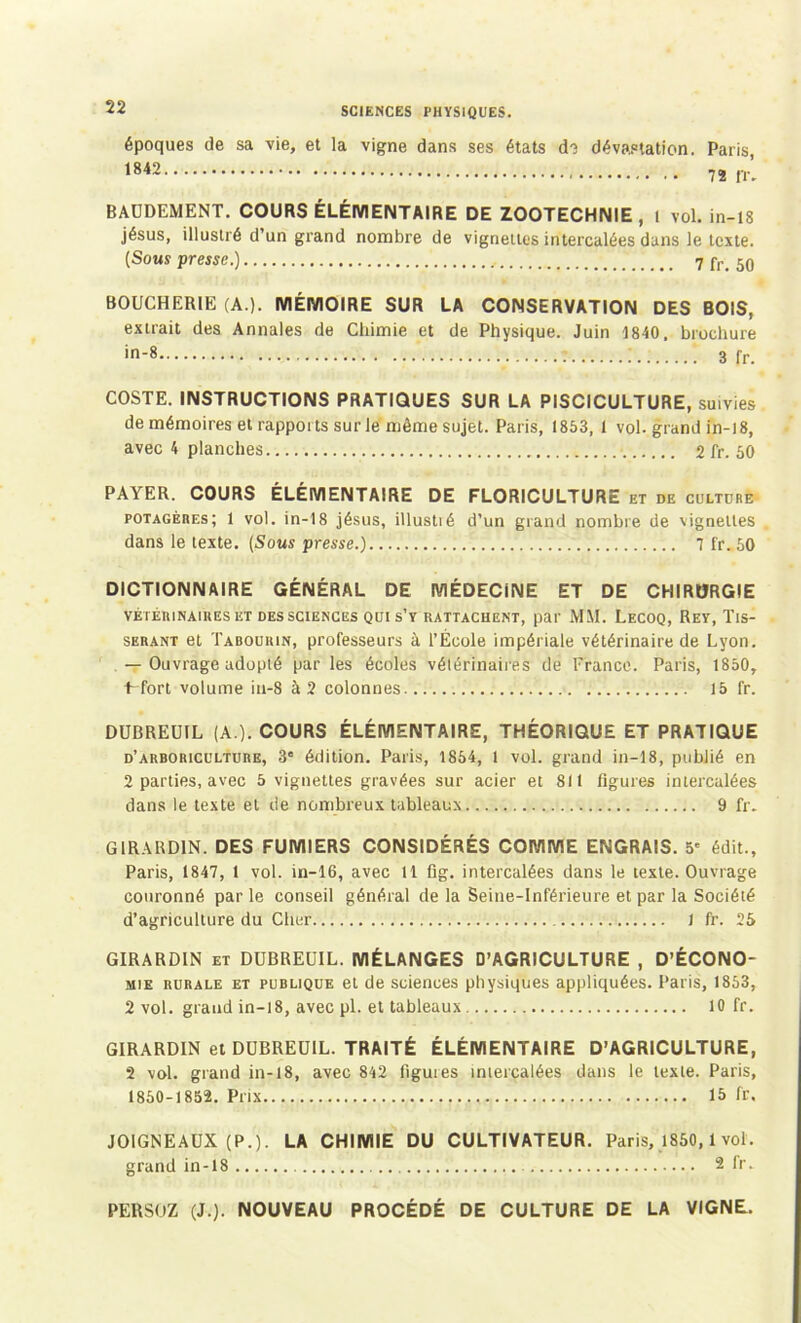 22
SCIENCES PHYSIQUES.
époques de sa vie, et la vigne dans ses états de dévastation. Paris,
1842........ 72 fr.
BAUDEMENT. COURS ÉLÉMENTAIRE DE ZOOTECHNIE, 1 vol. in-18
jésus, illustré d'un grand nombre de vignettes intercalées dans le texte.
(Sous presse.)........ 7 fr. 50
BOUCHERIE (A.). MÉMOIRE SUR LA CONSERVATION DES BOIS,
extrait des Annales de Chimie et de Physique. Juin 1840, brochure
in-8........ 3 fr.
COSTE. INSTRUCTIONS PRATIQUES SUR LA PISCICULTURE, suivies
de mémoires et rapports sur le même sujet. Paris, 1853, 1 vol. grand in-18,
avec 4 planches........ 2 fr. 50
PAYER. COURS ÉLÉMENTAIRE DE FLORICULTURE ET DE CULTURE
POTAGÈRES; 1 vol. in-18 jésus, illustré d'un grand nombre de vignettes
dans le texte. (Sous presse.)........ 7 fr. 50
DICTIONNAIRE GÉNÉRAL DE MÉDECINE ET DE CHIRURGIE
VÉTÉRINAIRES ET DES SCIENCES QUI S'Y RATTACHENT, par MM. LECOQ, REY, TIS-
SERANT et TABOURIN, professeurs à l'École impériale vétérinaire de Lyon.
— Ouvrage adopté par les écoles vétérinaires de France. Paris, 1850,
1 fort volume in-8 à 2 colonnes........ 15 fr.
DUBREUIL (A.). COURS ÉLÉMENTAIRE, THÉORIQUE ET PRATIQUE
D'ARBORICULTURE, 3e édition. Paris, 1854, 1 vol. grand in-18, publié en
2 parties, avec 5 vignettes gravées sur acier et 811 figures intercalées
dans le texte et de nombreux tableaux........ 9 fr.
GIRARDIN. DES FUMIERS CONSIDÉRÉS COMME ENGRAIS. 5e édit.,
Paris, 1847, 1 vol. in-16, avec 11 fig. intercalées dans le texte. Ouvrage
couronné par le conseil général de la Seine-Inférieure et par la Société
d'agriculture du Cher........ 1 fr. 25
GIRARDIN ET DUBREUIL. MÉLANGES D'AGRICULTURE, D'ÉCONO-
MIE RURALE ET PUBLIQUE et de sciences physiques appliquées. Paris, 1853,
2 vol. grand in-18, avec pl. et tableaux........ 10 fr.
GIRARDIN et DUBREUIL. TRAITÉ ÉLÉMENTAIRE D'AGRICULTURE,
2 vol. grand in-18, avec 842 figures intercalées dans le texte. Paris,
1850-1852. Prix........ 15 fr.
JOIGNEAUX (P.). LA CHIMIE DU CULTIVATEUR. Paris, 1850, 1 vol.
grand in-18........ 2 fr.
PERSOZ (J.). NOUVEAU PROCÉDÉ DE CULTURE DE LA VIGNE.